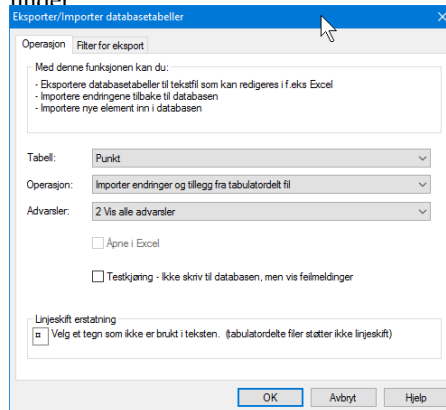 under
Eksporter/Importer databasetabeller
Operasjon Filter for eksport
Med denne funksjonen kan du:
- Eksportere databasetabeller til tekstfil som kan redigeres i f.eks Excel
- Importere endringene tilbake til databasen
- Importere nye element inn i databasen
Tabell: Punkt
Operasjon: Importer endringer og tillegg fra tabulatordelt fil
Advarsler: 2 Vis alle advarsler
Åpne i Excel
Testkjøring - Ikke skriv til databasen, men vis feilmeldinger
Linjeskift erstatning
¤ Velg et tegn som ikke er brukt i teksten. (tabulatordelte filer støtter ikke linjeskift)
OK Avbryt Hjelp